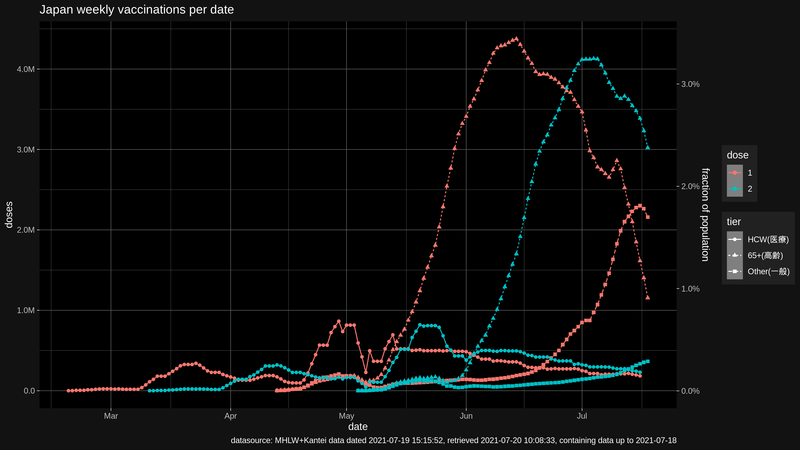 Japan weekly vaccinations per date
4.0M
3.0M
2.0M
1.0M
0.0
doses
3.0%
2.0%
1.0%
0.0%
fraction of population
Mar
Apr
May
Jun
Jul
date
dose
1
2
tier
HCW(医療)
65+(高齢)
Other(一般)
datasource: MHLW+Kantei data dated 2021-07-19 15:15:52, retrieved 2021-07-20 10:08:33, containing data up to 2021-07-18